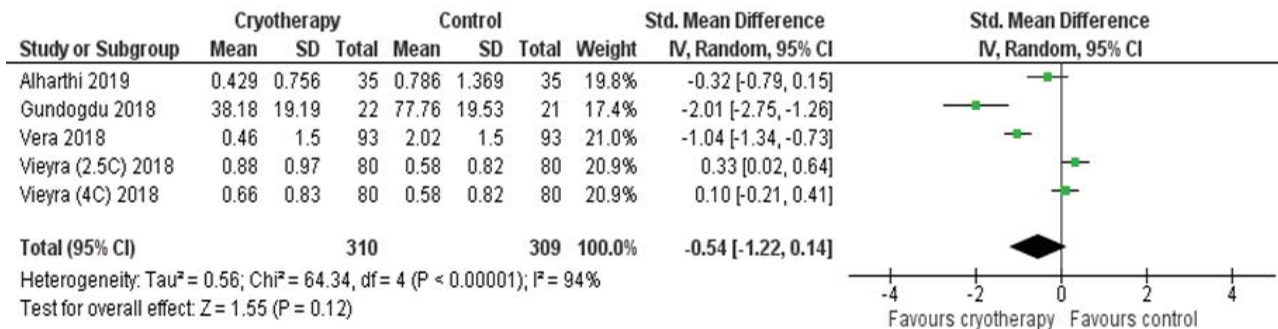 Cryotherapy Control Std. Mean Difference Std. Mean Difference
Study or Subgroup Mean SD Total Mean SD Total Weight IV, Random, 95% CI IV, Random, 95% CI
Alharthi 2019 0.429 0.756 35 0.786 1.369 35 19.8% -0.32 [-0.79, 0.15]
Gundogdu 2018 38.18 19.19 22 77.76 19.53 21 17.4% -2.01 [-2.75, -1.26]
Vera 2018 0.46 1.5 93 2.02 1.5 93 21.0% -1.04 [-1.34, -0.73]
Vieyra (2.5C) 2018 0.88 0.97 80 0.58 0.82 80 20.9% 0.33 [0.02, 0.64]
Vieyra (4C) 2018 0.66 0.83 80 0.58 0.82 80 20.9% 0.10 [-0.21, 0.41]
Total (95% CI) 310 309 100.0% -0.54 [-1.22, 0.14]
Heterogeneity: Tau² = 0.56; Chi² = 64.34, df = 4 (P < 0.00001); I² = 94%
Test for overall effect: Z = 1.55 (P = 0.12)
-4 -2 0 2 4
Favours cryotherapy Favours control